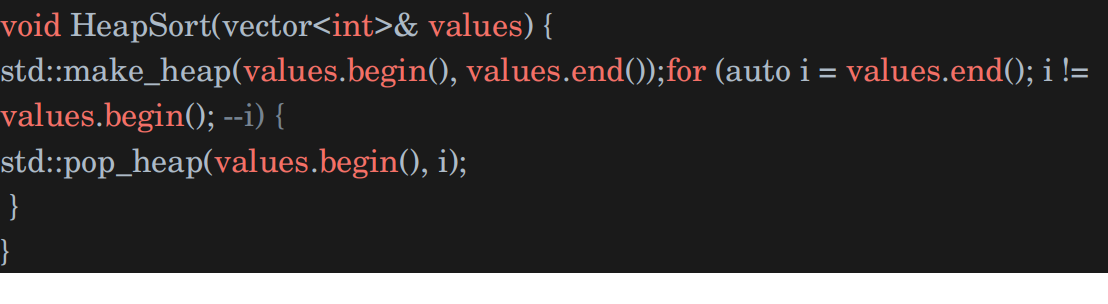 void HeapSort(vector<int>& values) {
std::make_heap(values.begin(), values.end());for (auto i = values.end(); i !=
values.begin(); --i) {
std::pop_heap(values.begin(), i);
}
}